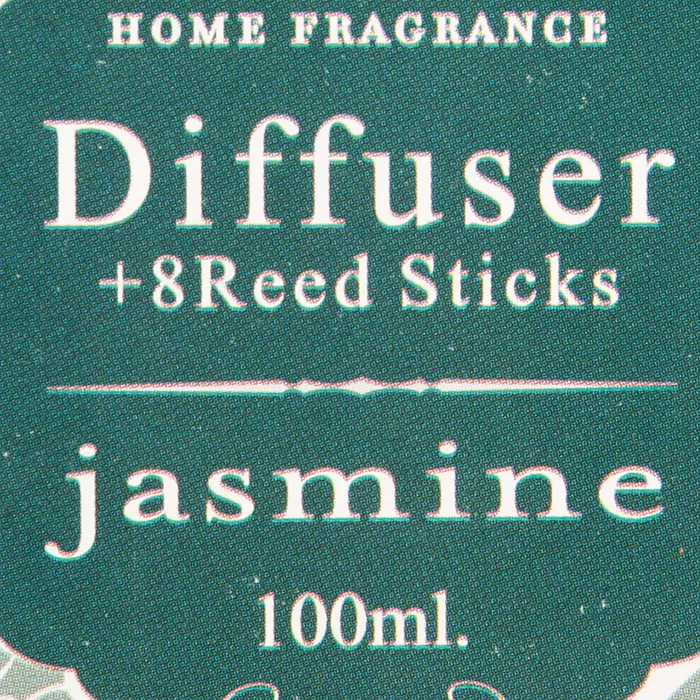 HOME FRAGRANCE
Diffuser
+8Reed Sticks
jasmine
100ml.